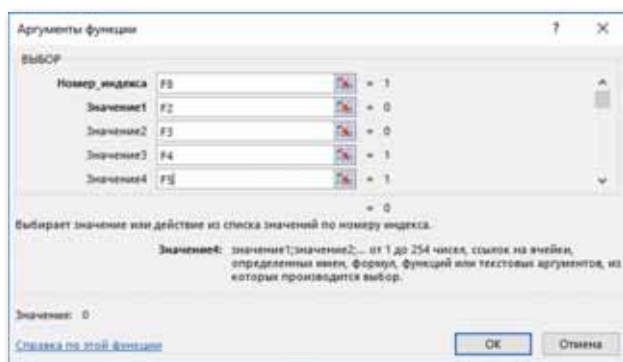 Аргументы функции ? ×
ВЫБОР
Номер_индекса = 1
Значение1 F2 = 0
Значение2 F3 = 0
Значение3 F4 = 1
Значение4 F5 = 1
= 0
Выбирает значение или действие из списка значений по номеру индекса.
Значение4: значение1;значение2;... от 1 до 254 чисел, ссылок на ячейки,
определенных имен, формул, функций или текстовых аргументов, из
которых производится выбор.
Значение: 0
Справка по этой функции
ОК Отмена